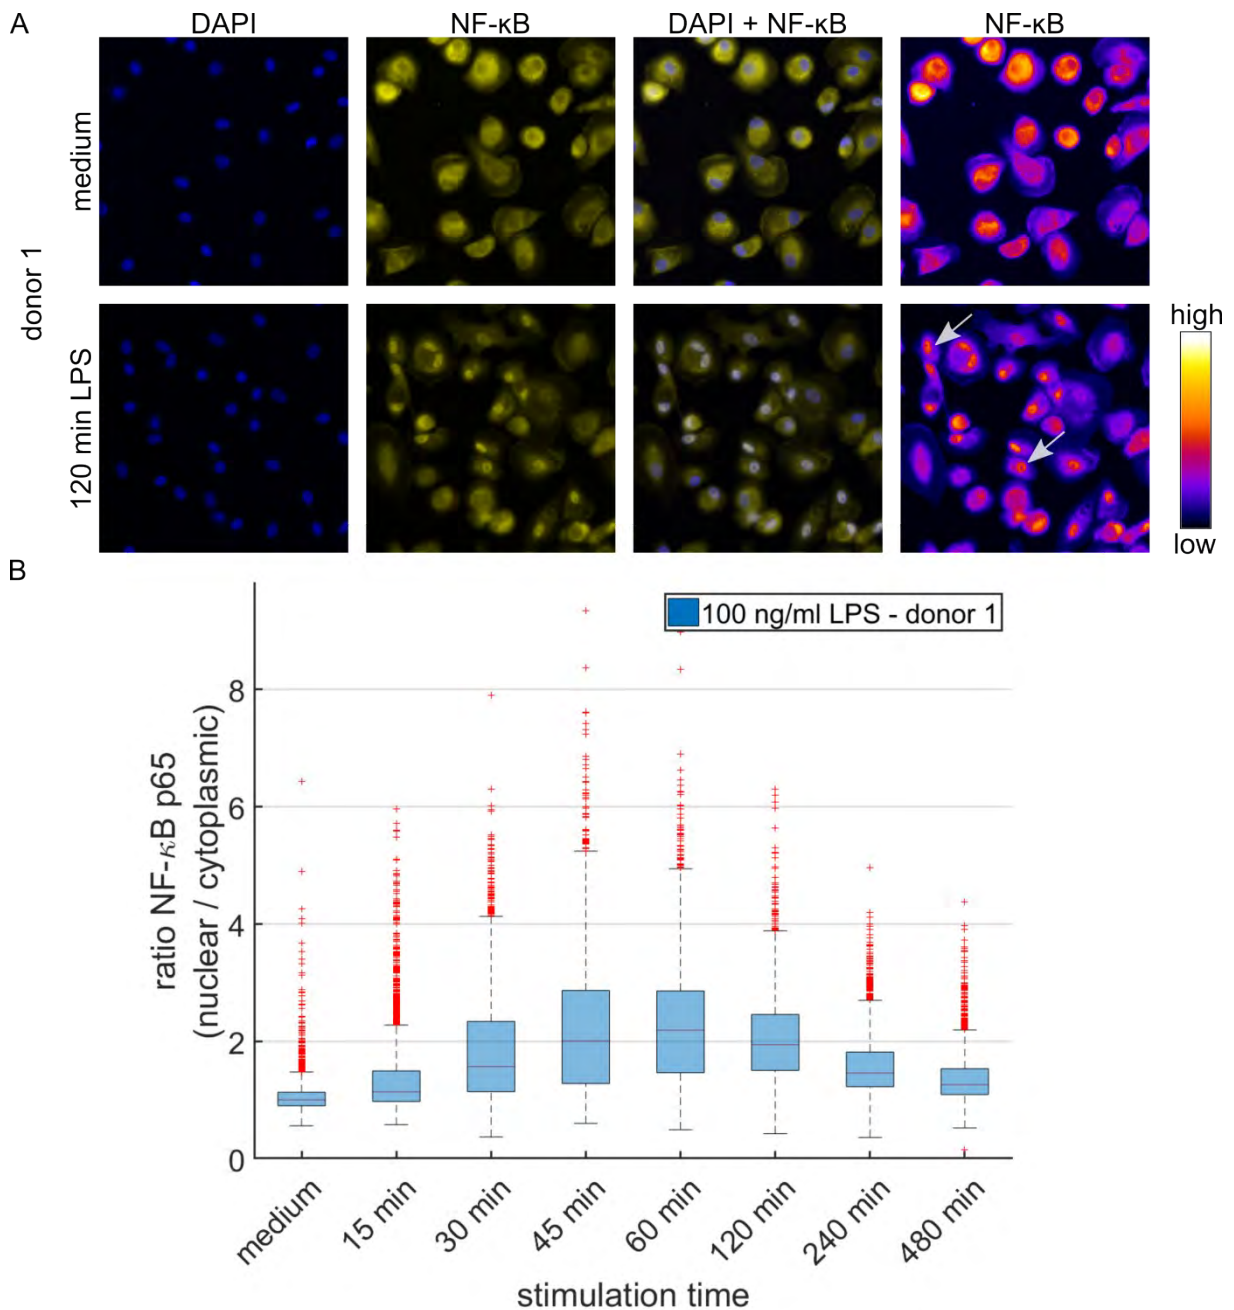 A
DAPI
NF-κB
DAPI + NF-κB
NF-κB
donor 1
medium
120 min LPS
high
low
B
100 ng/ml LPS - donor 1
ratio NF-κB p65
(nuclear / cytoplasmic)
8
6
4
2
0
medium
15 min
30 min
45 min
60 min
120 min
240 min
480 min
stimulation time